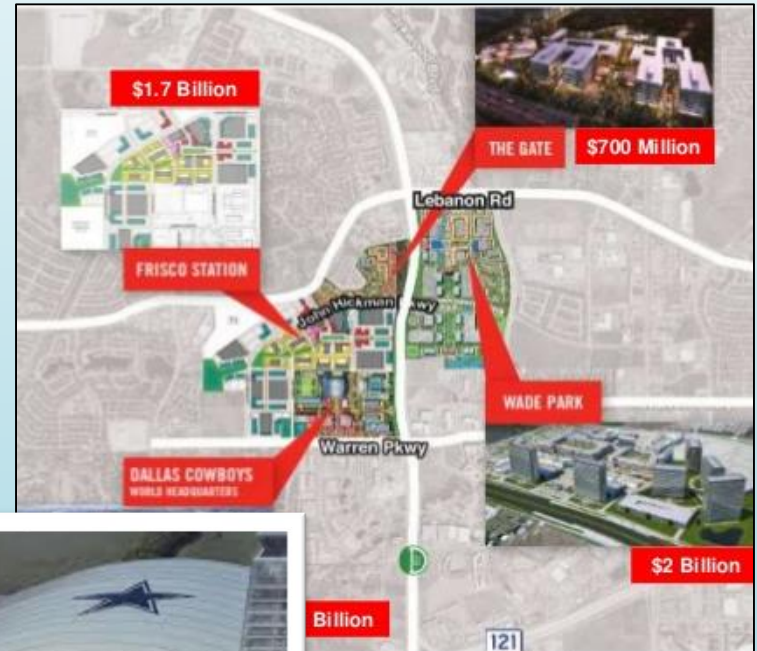 $1.7 Billion
THE GATE
$700 Million
Lebanon Rd
FRISCO STATION
John Hickman Pkwy
WADE PARK
Warren Pkwy
DALLAS COWBOYS
WORLD HEADQUARTERS
$2 Billion
Billion
121